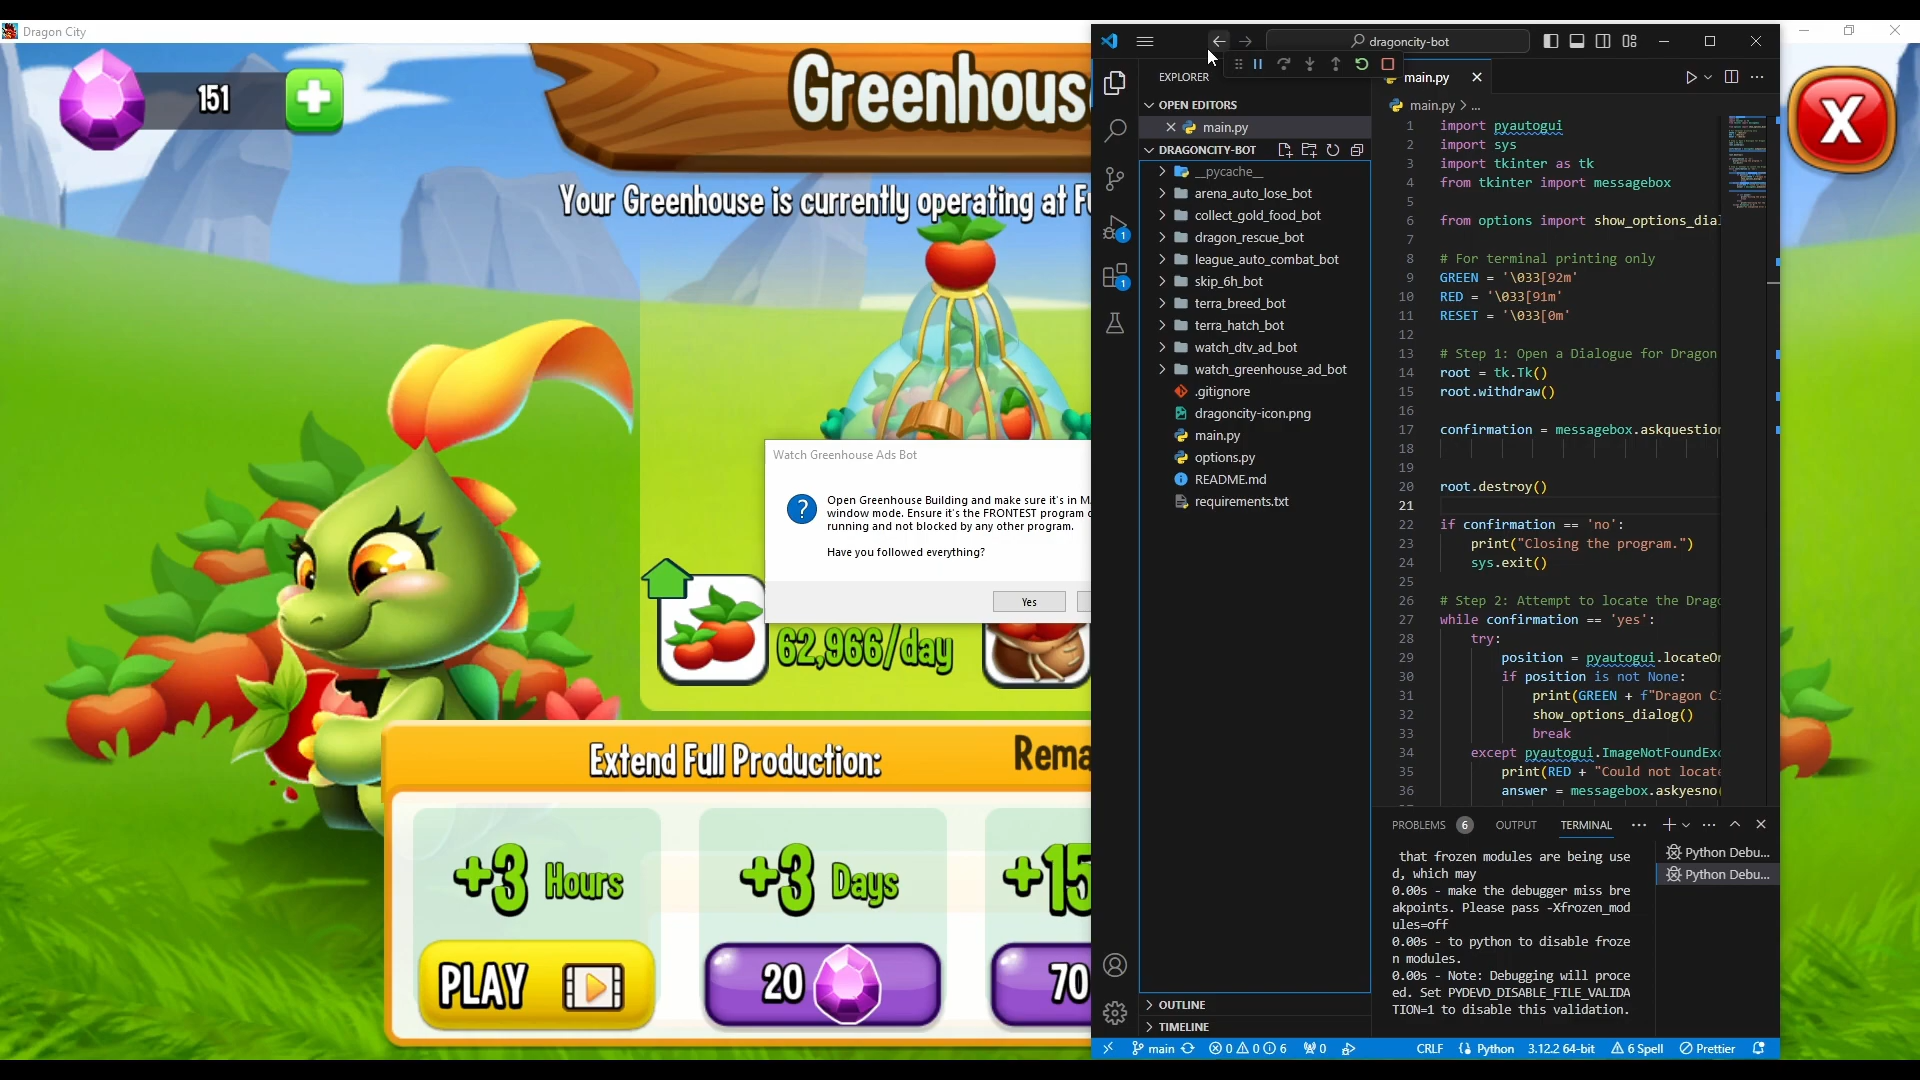 Dragon City
151
Greenhouse
Your Greenhouse is currently operating at Fu
Watch Greenhouse Ads Bot
Open Greenhouse Building and make sure it's in M
window mode. Ensure it's the FRONTEST program
running and not blocked by any other program.
Have you followed everything?
Yes
62,966/day
Extend Full Production:
Rema
+3 Hours
+3 Days
+15
PLAY
20
70
dragoncity-bot
EXPLORER
OPEN EDITORS
main.py
DRAGONCITY-BOT
__pycache__
arena_auto_lose_bot
collect_gold_food_bot
dragon_rescue_bot
league_auto_combat_bot
skip_6h_bot
terra_breed_bot
terra_hatch_bot
watch_dtv_ad_bot
watch_greenhouse_ad_bot
.gitignore
dragoncity-icon.png
main.py
options.py
README.md
requirements.txt
OUTLINE
TIMELINE
1
1
main.py
main.py > ...
1 import pyautogui
2 import sys
3 import tkinter as tk
4 from tkinter import messagebox
5
6 from options import show_options_dial
7
8 # For terminal printing only
9 GREEN = '\033[92m'
10 RED = '\033[91m'
11 RESET = '\033[0m'
12
13 # Step 1: Open a Dialogue for Dragon
14 root = tk.Tk()
15 root.withdraw()
16
17 confirmation = messagebox.askquestion
18
19
20 root.destroy()
21
22 if confirmation == 'no':
23 print("Closing the program.")
24 sys.exit()
25
26 # Step 2: Attempt to locate the Drag
27 while confirmation == 'yes':
28 try:
29 position = pyautogui.locateOn
30 if position is not None:
31 print(GREEN + f"Dragon Ci
32 show_options_dialog()
33 break
34 except pyautogui.ImageNotFoundExc
35 print(RED + "Could not locate
36 answer = messagebox.askyesno(
PROBLEMS 6 OUTPUT TERMINAL
that frozen modules are being use
d, which may
0.00s - make the debugger miss bre
akpoints. Please pass -Xfrozen_mod
ules=off
0.00s - to python to disable froze
n modules.
0.00s - Note: Debugging will proce
ed. Set PYDEVD_DISABLE_FILE_VALIDA
TION=1 to disable this validation.
Python Debu...
Python Debu...
main 0 0 6 0 CRLF Python 3.12.2 64-bit 6 Spell Prettier